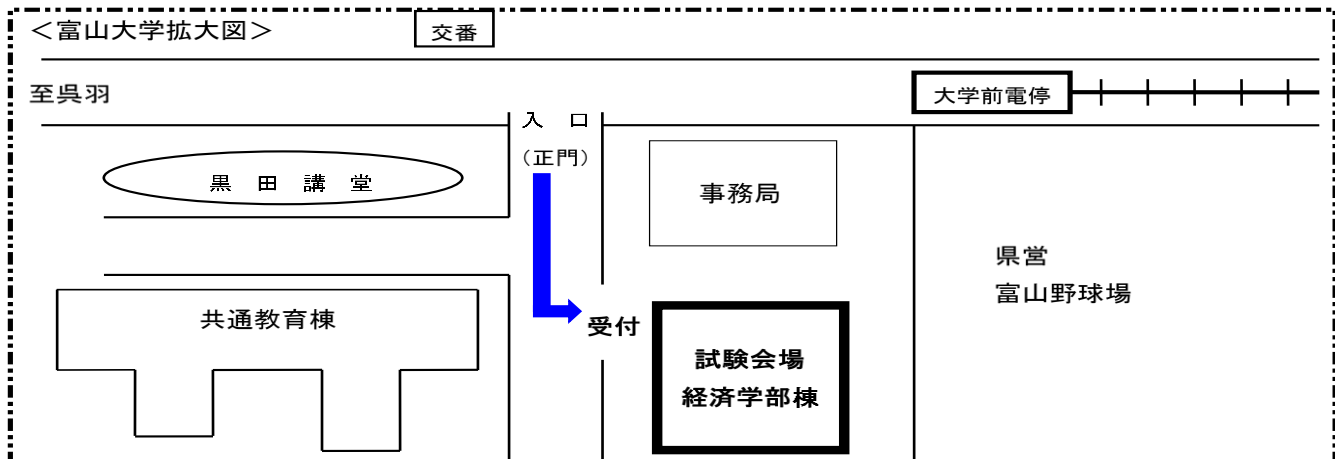 ＜富山大学拡大図＞
交番
至呉羽
大学前電停
入 口
（正門）
黒 田 講 堂
事務局
県営
富山野球場
共通教育棟
受付
試験会場
経済学部棟